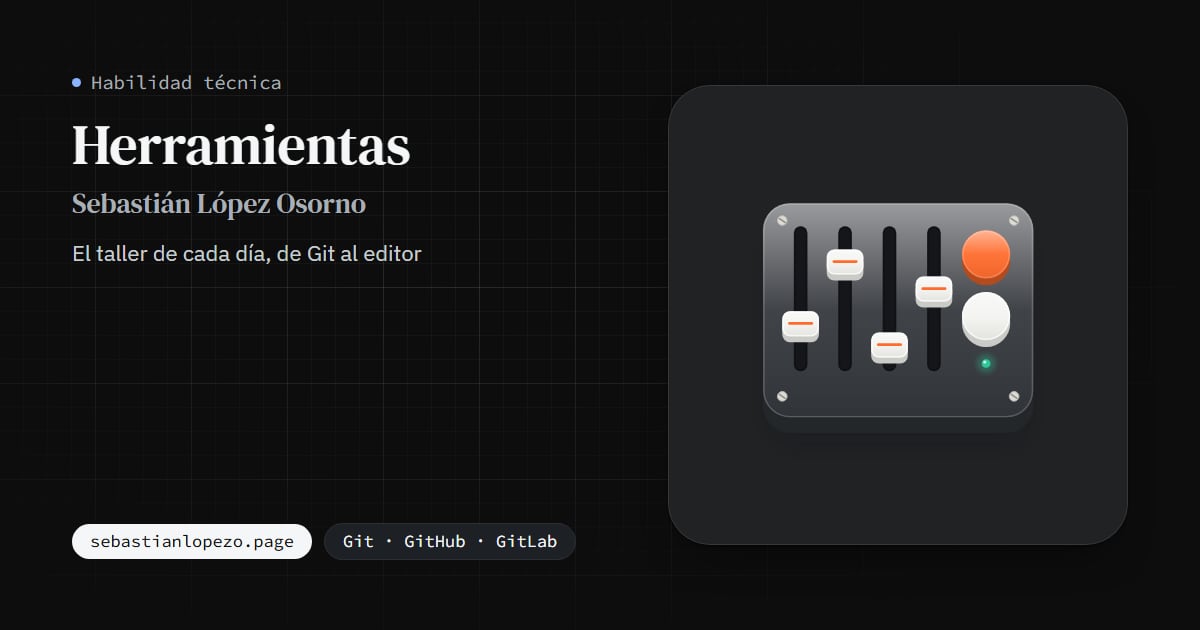 Habilidad técnica
Herramientas
Sebastián López Osorno
El taller de cada día, de Git al editor
sebastianlopezo.page
Git · GitHub · GitLab